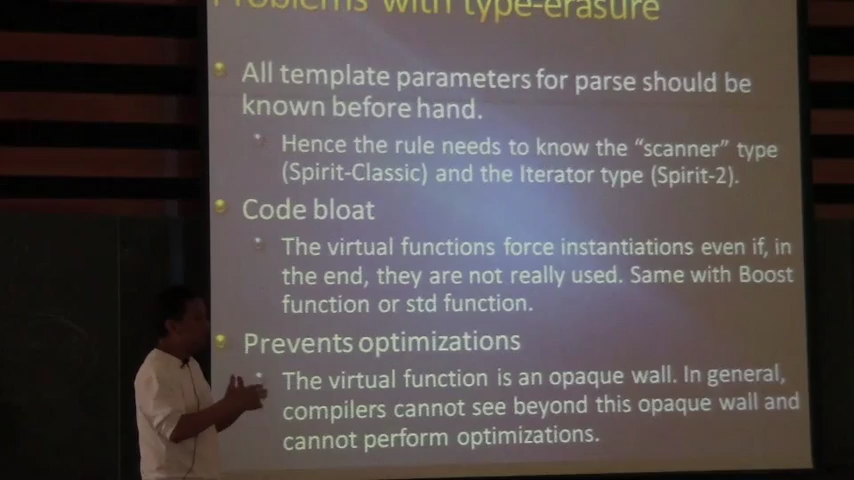 Problems with type-erasure
All template parameters for parse should be
known before hand.
Hence the rule needs to know the “scanner” type
(Spirit-Classic) and the Iterator type (Spirit-2).
Code bloat
The virtual functions force instantiations even if, in
the end, they are not really used. Same with Boost
function or std function.
Prevents optimizations
The virtual function is an opaque wall. In general,
compilers cannot see beyond this opaque wall and
cannot perform optimizations.